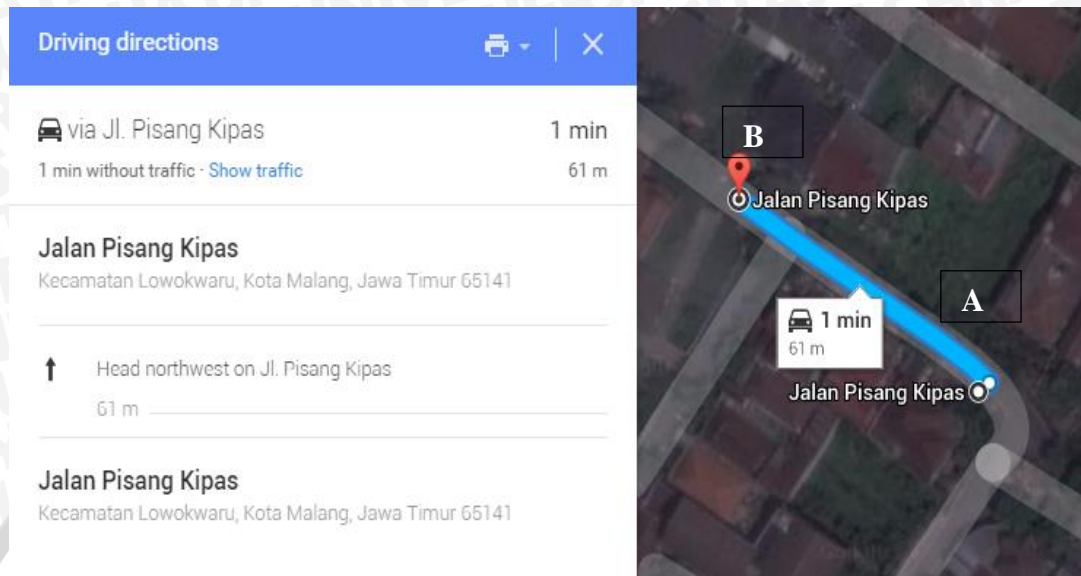 Driving directions
via Jl. Pisang Kipas 1 min
1 min without traffic · Show traffic 61 m
Jalan Pisang Kipas
Kecamatan Lowokwaru, Kota Malang, Jawa Timur 65141
Head northwest on Jl. Pisang Kipas
61 m
Jalan Pisang Kipas
Kecamatan Lowokwaru, Kota Malang, Jawa Timur 65141
B
Jalan Pisang Kipas
A
1 min
61 m
Jalan Pisang Kipas